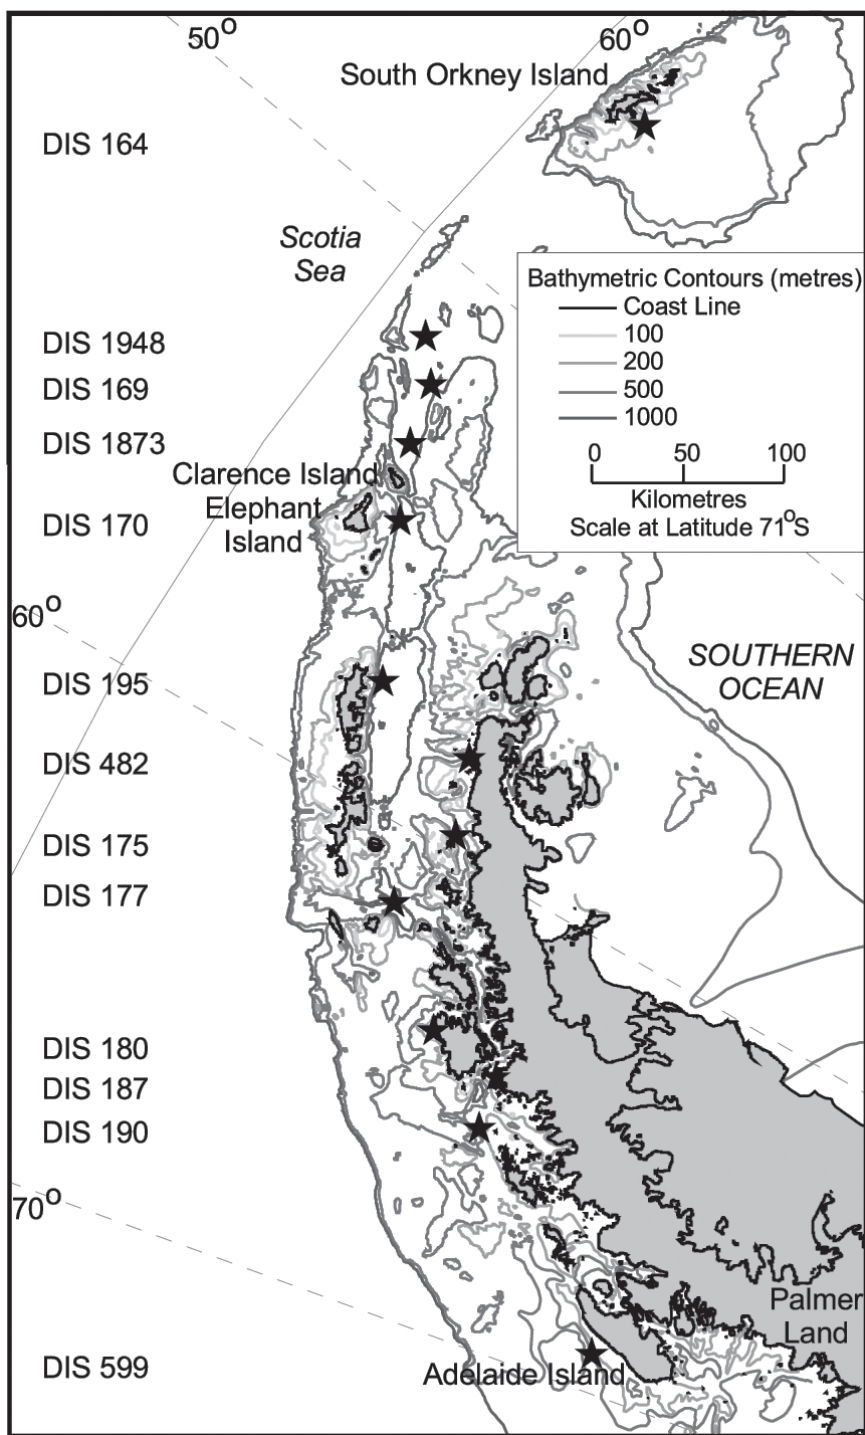 50°
60°
South Orkney Island
DIS 164
Scotia
Sea
Bathymetric Contours (metres)
Coast Line
100
200
500
1000
0 50 100
Kilometres
Scale at Latitude 71°S
DIS 1948
DIS 169
DIS 1873
Clarence Island
Elephant
Island
DIS 170
60°
SOUTHERN
OCEAN
DIS 195
DIS 482
DIS 175
DIS 177
DIS 180
DIS 187
DIS 190
70°
Palmer
Land
DIS 599
Adelaide Island